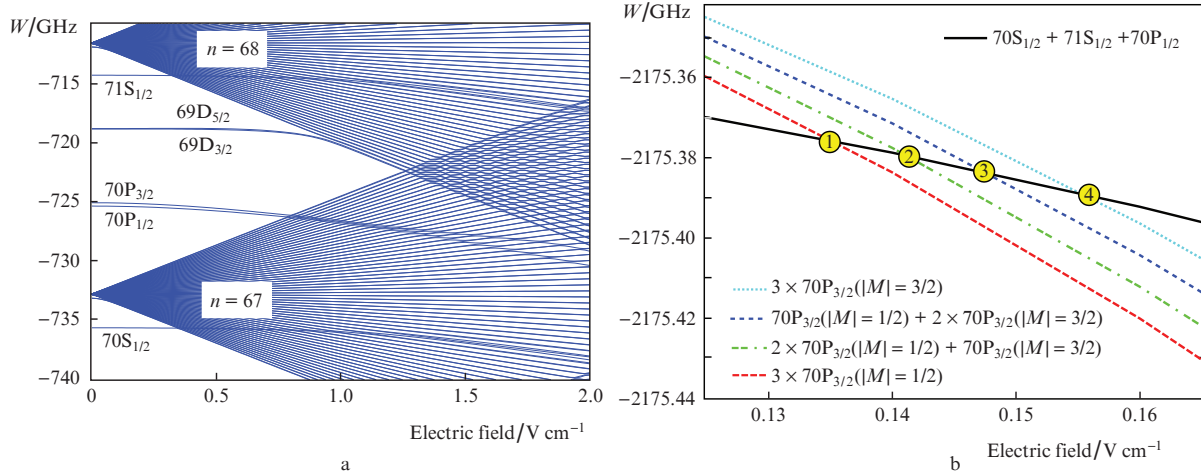 W/GHz
−715
−720
−725
−730
−735
−740
n = 68
71S1/2
69D5/2
69D3/2
70P3/2
70P1/2
n = 67
70S1/2
0
0.5
1.0
1.5
2.0
Electric field/V cm−1
a
W/GHz
−2175.36
−2175.38
−2175.40
−2175.42
−2175.44
70S1/2 + 71S1/2 +70P1/2
1
2
3
4
3 × 70P3/2(|M| = 3/2)
70P3/2(|M| = 1/2) + 2 × 70P3/2(|M| = 3/2)
2 × 70P3/2(|M| = 1/2) + 70P3/2(|M| = 3/2)
3 × 70P3/2(|M| = 1/2)
0.13
0.14
0.15
0.16
Electric field/V cm−1
b